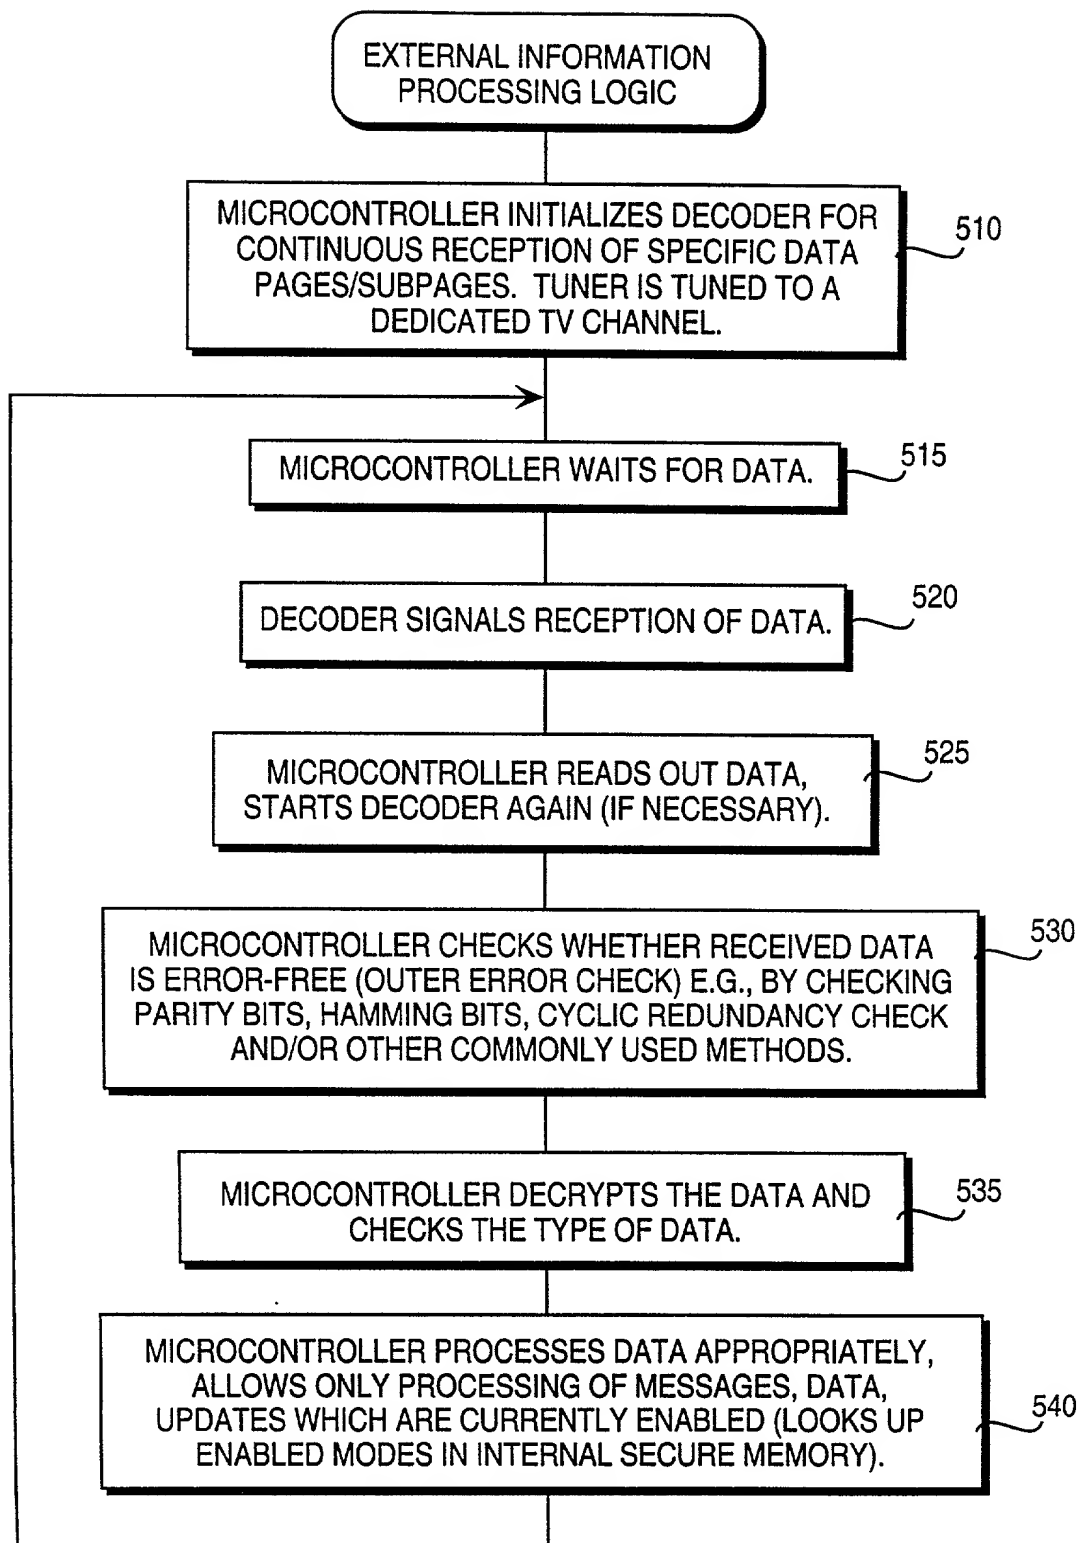 EXTERNAL INFORMATION
PROCESSING LOGIC
MICROCONTROLLER INITIALIZES DECODER FOR
CONTINUOUS RECEPTION OF SPECIFIC DATA
PAGES/SUBPAGES. TUNER IS TUNED TO A
DEDICATED TV CHANNEL.
510
MICROCONTROLLER WAITS FOR DATA.
515
DECODER SIGNALS RECEPTION OF DATA.
520
MICROCONTROLLER READS OUT DATA,
STARTS DECODER AGAIN (IF NECESSARY).
525
MICROCONTROLLER CHECKS WHETHER RECEIVED DATA
IS ERROR-FREE (OUTER ERROR CHECK) E.G., BY CHECKING
PARITY BITS, HAMMING BITS, CYCLIC REDUNDANCY CHECK
AND/OR OTHER COMMONLY USED METHODS.
530
MICROCONTROLLER DECRYPTS THE DATA AND
CHECKS THE TYPE OF DATA.
535
MICROCONTROLLER PROCESSES DATA APPROPRIATELY,
ALLOWS ONLY PROCESSING OF MESSAGES, DATA,
UPDATES WHICH ARE CURRENTLY ENABLED (LOOKS UP
ENABLED MODES IN INTERNAL SECURE MEMORY).
540